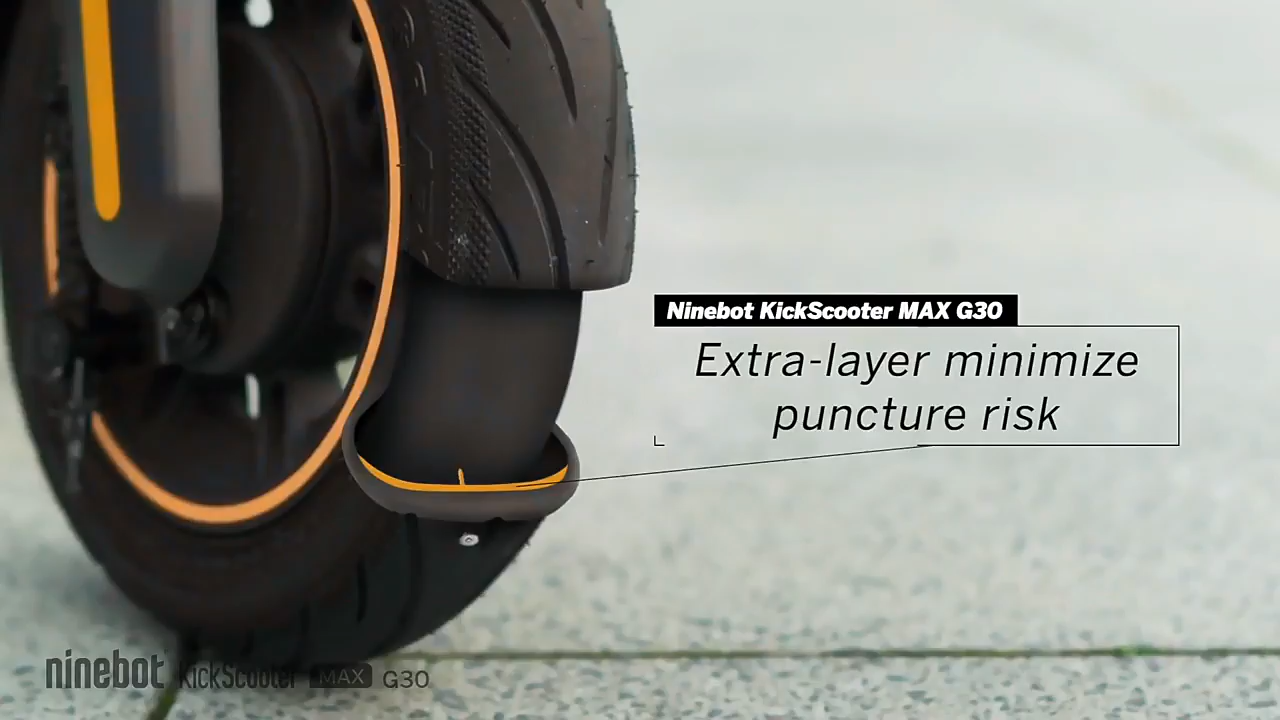 Ninebot KickScooter MAX G30
Extra-layer minimize
puncture risk
ninebot KickScooter MAX G30